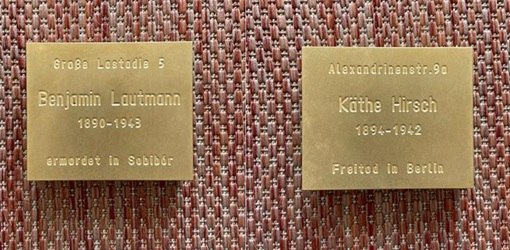 Große Lastadie 5
Benjamin Lautmann
1890-1943
ermordet in Sobibór
Alexandrinenstr.9a
Käthe Hirsch
1894-1942
Freitod in Berlin